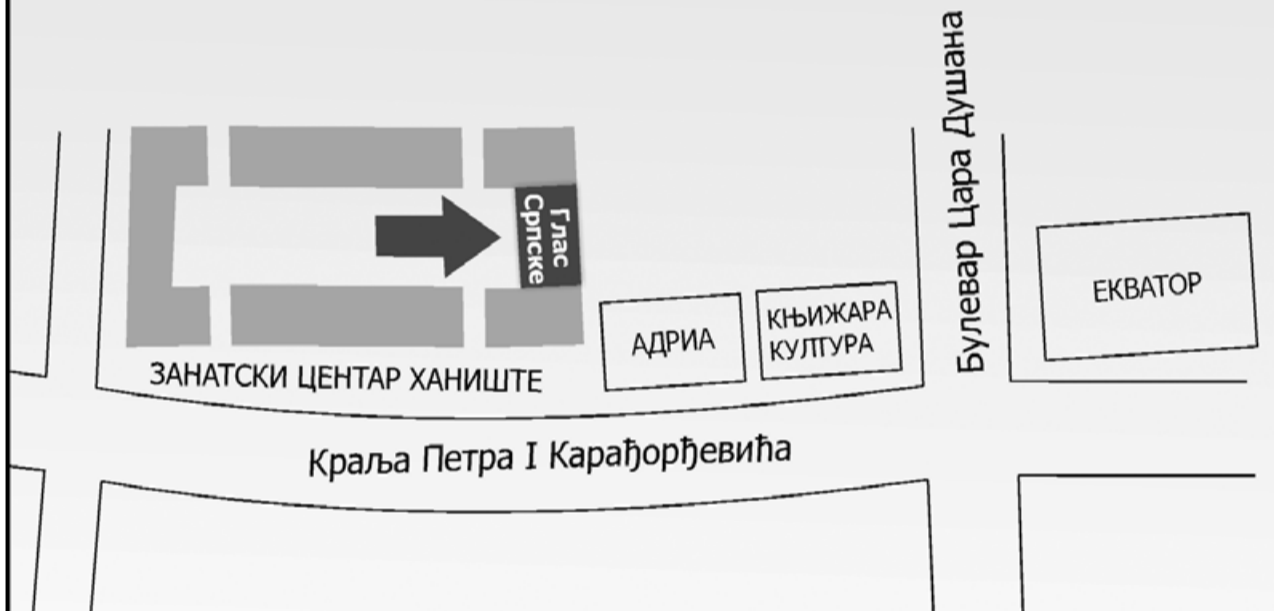 Булевар Цара Душана
Глас
Српске
ЕКВАТОР
АДРИА
КЊИЖАРА
КУЛТУРА
ЗАНАТСКИ ЦЕНТАР ХАНИШТЕ
Краља Петра I Карађорђевића